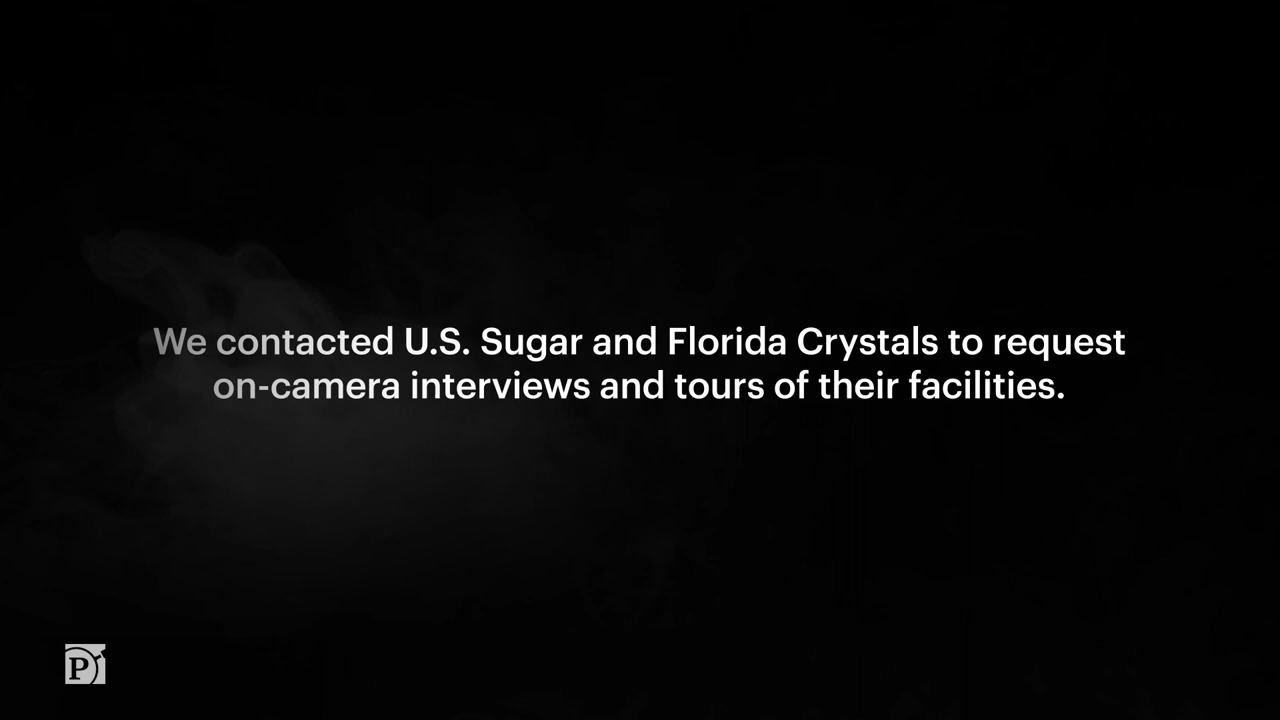 We contacted U.S. Sugar and Florida Crystals to request
on-camera interviews and tours of their facilities.
P